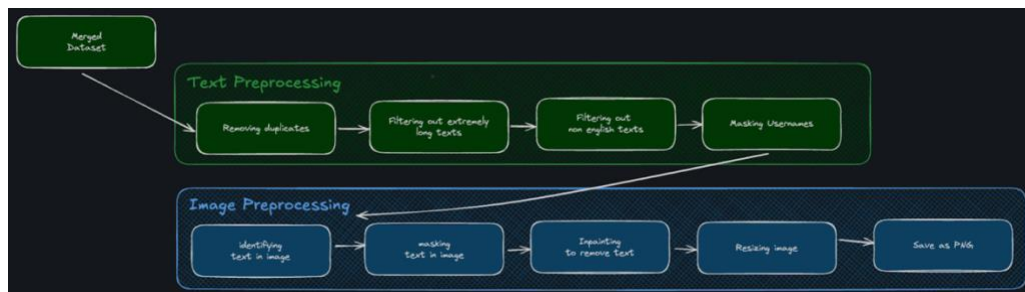 Merged
Dataset
Text Preprocessing
Removing duplicates
Filtering out extremely
long texts
Filtering out
non english texts
Masking Usernames
Image Preprocessing
identifying
text in image
masking
text in image
Inpainting
to remove text
Resizing image
Save as PNG